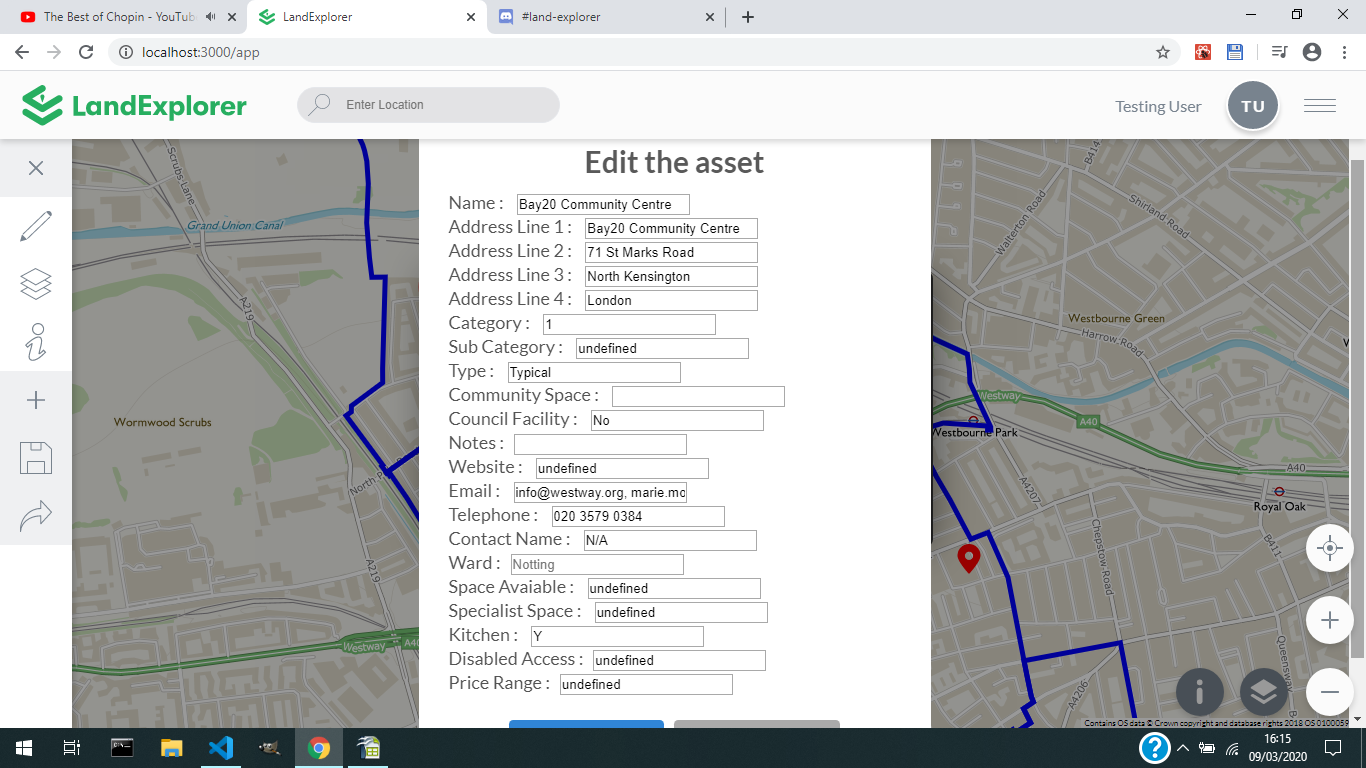 The Best of Chopin - YouTub
LandExplorer
#land-explorer
localhost:3000/app
LandExplorer
Enter Location
Testing User
TU
Edit the asset
Name : Bay20 Community Centre
Address Line 1 : Bay20 Community Centre
Address Line 2 : 71 St Marks Road
Address Line 3 : North Kensington
Address Line 4 : London
Category : 1
Sub Category : undefined
Type : Typical
Community Space :
Council Facility : No
Notes :
Website : undefined
Email : info@westway.org, marie.mo
Telephone : 020 3579 0384
Contact Name : N/A
Ward : Notting
Space Avaiable : undefined
Specialist Space : undefined
Kitchen : Y
Disabled Access : undefined
Price Range : undefined
Scrubs Lane
Grand Union Canal
A219
Wormwood Scrubs
North Po
A219
Westway
A40
B414
Shirland Road
Walterton Road
Westbourne Green
Harrow Road
W
Westway
A40
Westbourne Park
A40
A4207
Royal Oak
B411
Chepstow Road
Queensway
A4206
Contains OS data © Crown copyright and database rights 2018 OS 0100059
16:15
09/03/2020